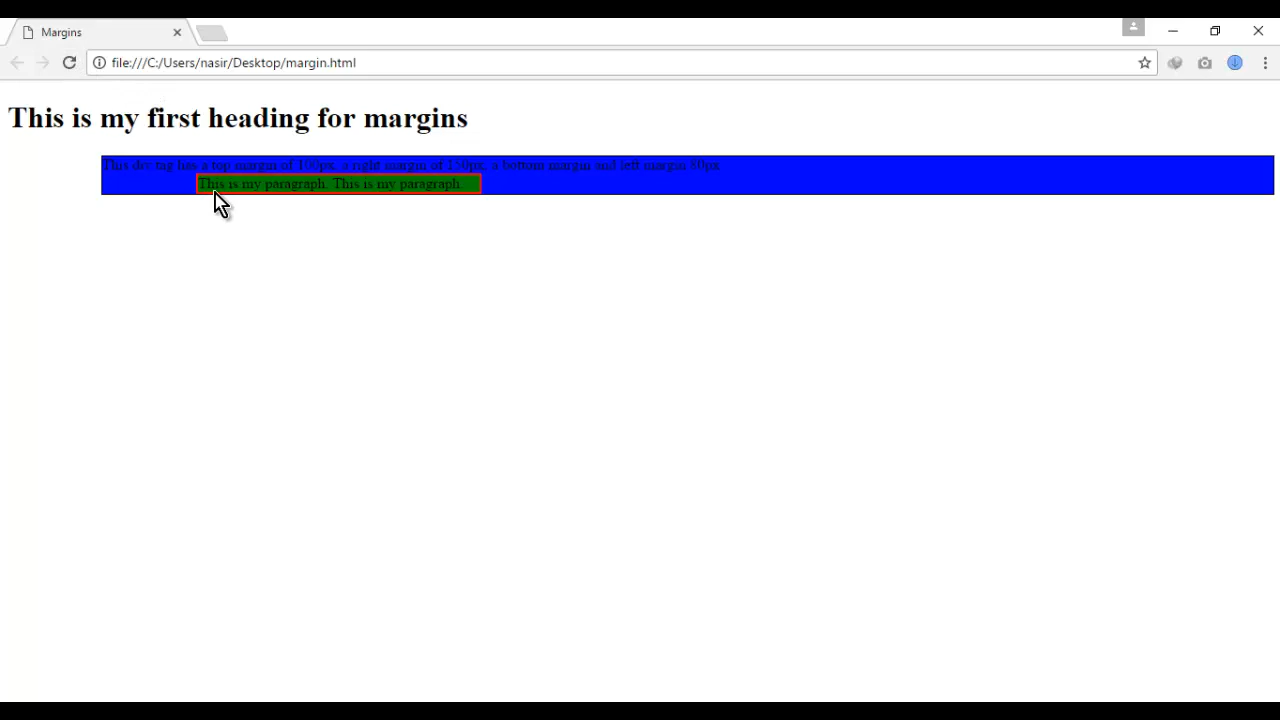 Margins
file:///C:/Users/nasir/Desktop/margin.html
This is my first heading for margins
This div tag has a top margin of 100px, a right margin of 150px, a bottom margin and left margin 80px
This is my paragraph. This is my paragraph.